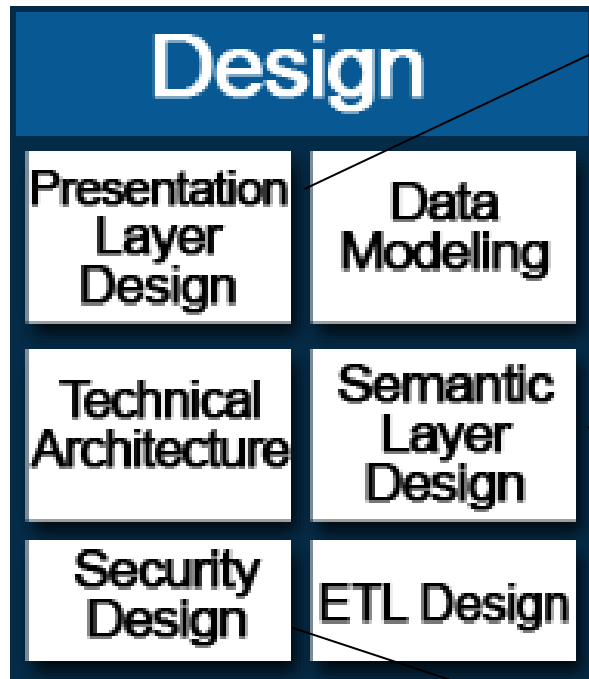 Design
Presentation
Layer
Design
Data
Modeling
Technical
Architecture
Semantic
Layer
Design
Security
Design
ETL Design